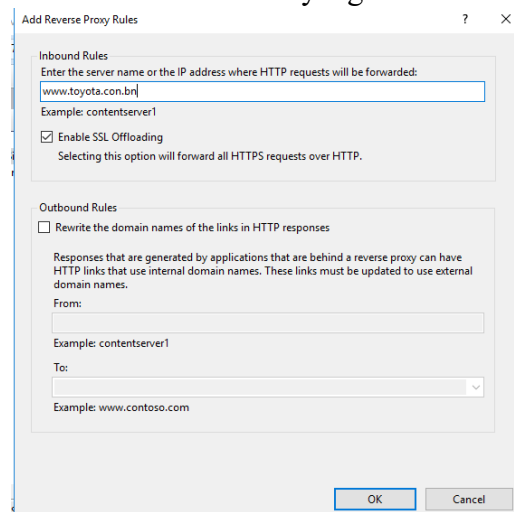 Add Reverse Proxy Rules ?
Inbound Rules
Enter the server name or the IP address where HTTP requests will be forwarded:
www.toyota.con.bn
Example: contentserver1
Enable SSL Offloading
Selecting this option will forward all HTTPS requests over HTTP.
Outbound Rules
Rewrite the domain names of the links in HTTP responses
Responses that are generated by applications that are behind a reverse proxy can have
HTTP links that use internal domain names. These links must be updated to use external
domain names.
From:
Example: contentserver1
To:
Example: www.contoso.com
OK Cancel